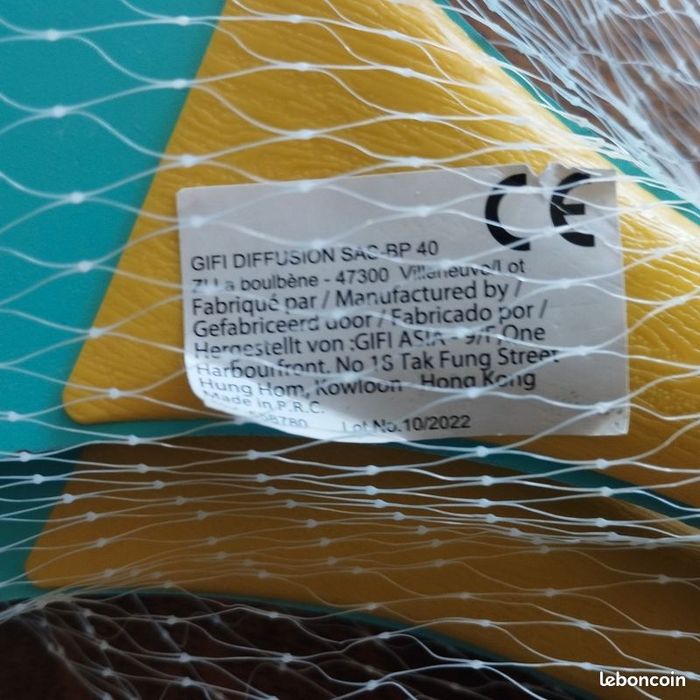 CE
GIFI DIFFUSION SAS-BP 40
ZI La boulbène - 47300 Villeneuve/Lot
Fabriqué par / Manufactured by /
Gefabriceerd door / Fabricado por /
Hergestellt von :GIFI ASIA - 9/F,One
Harbourfront. No 18 Tak Fung Street
Hung Hom, Kowloon - Hong Kong
Made in P.R.C.
558780 Lot No.10/2022
leboncoin